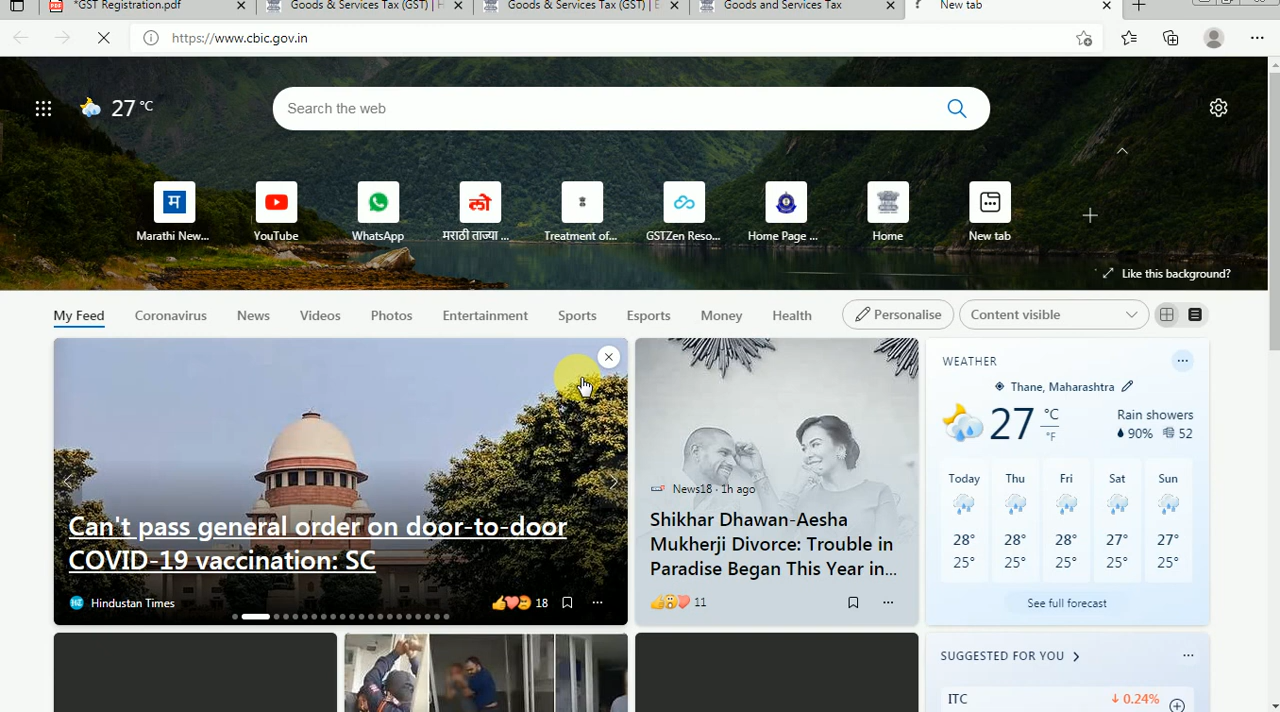 *GST Registration.pdf
Goods & Services Tax (GST) | H
Goods & Services Tax (GST) | E
Goods and Services Tax
New tab
https://www.cbic.gov.in
27 °C
Search the web
म
Marathi New...
YouTube
WhatsApp
लो
मराठी ताज्या ...
Treatment of...
GSTZen Reso...
Home Page ...
Home
New tab
Like this background?
My Feed
Coronavirus
News
Videos
Photos
Entertainment
Sports
Esports
Money
Health
Personalise
Content visible
Can't pass general order on door-to-door
COVID-19 vaccination: SC
Hindustan Times
18
News18 · 1h ago
Shikhar Dhawan-Aesha
Mukherji Divorce: Trouble in
Paradise Began This Year in...
11
WEATHER
Thane, Maharashtra
27 °C
°F
Rain showers
90% 52
Today Thu Fri Sat Sun
28° 28° 28° 27° 27°
25° 25° 25° 25° 25°
See full forecast
SUGGESTED FOR YOU
ITC
0.24%